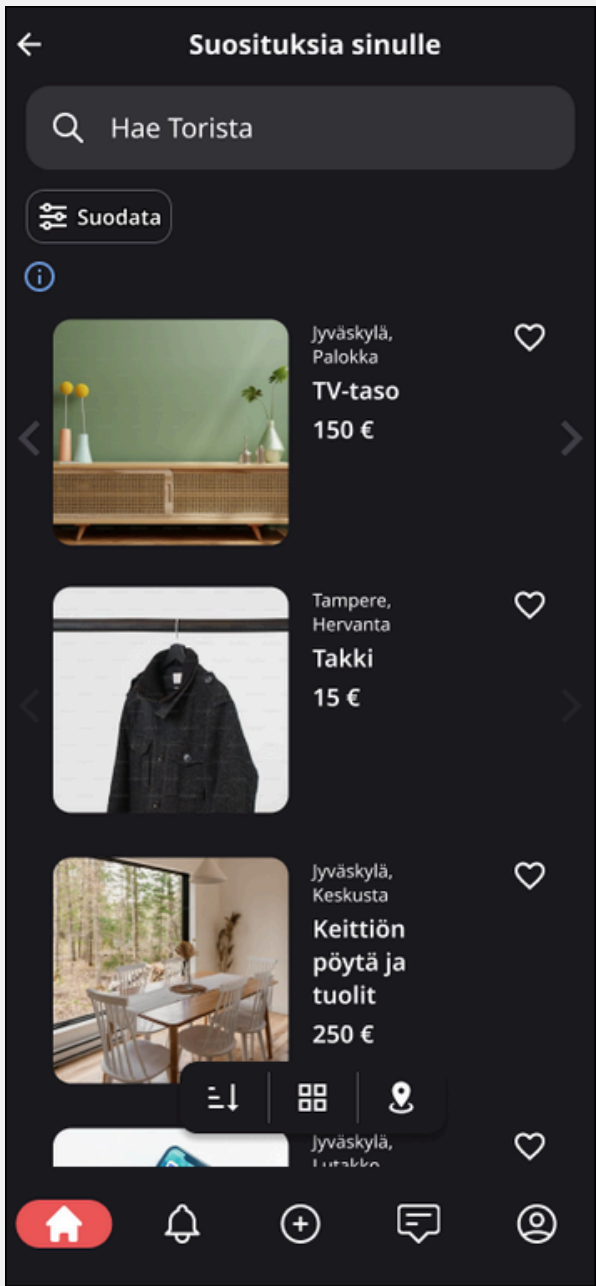 Suosituksia sinulle
Hae Torista
Suodata
Jyväskylä,
Palokka
TV-taso
150 €
Tampere,
Hervanta
Takki
15 €
Jyväskylä,
Keskusta
Keittiön
pöytä ja
tuolit
250 €
Jyväskylä,
Lutakko